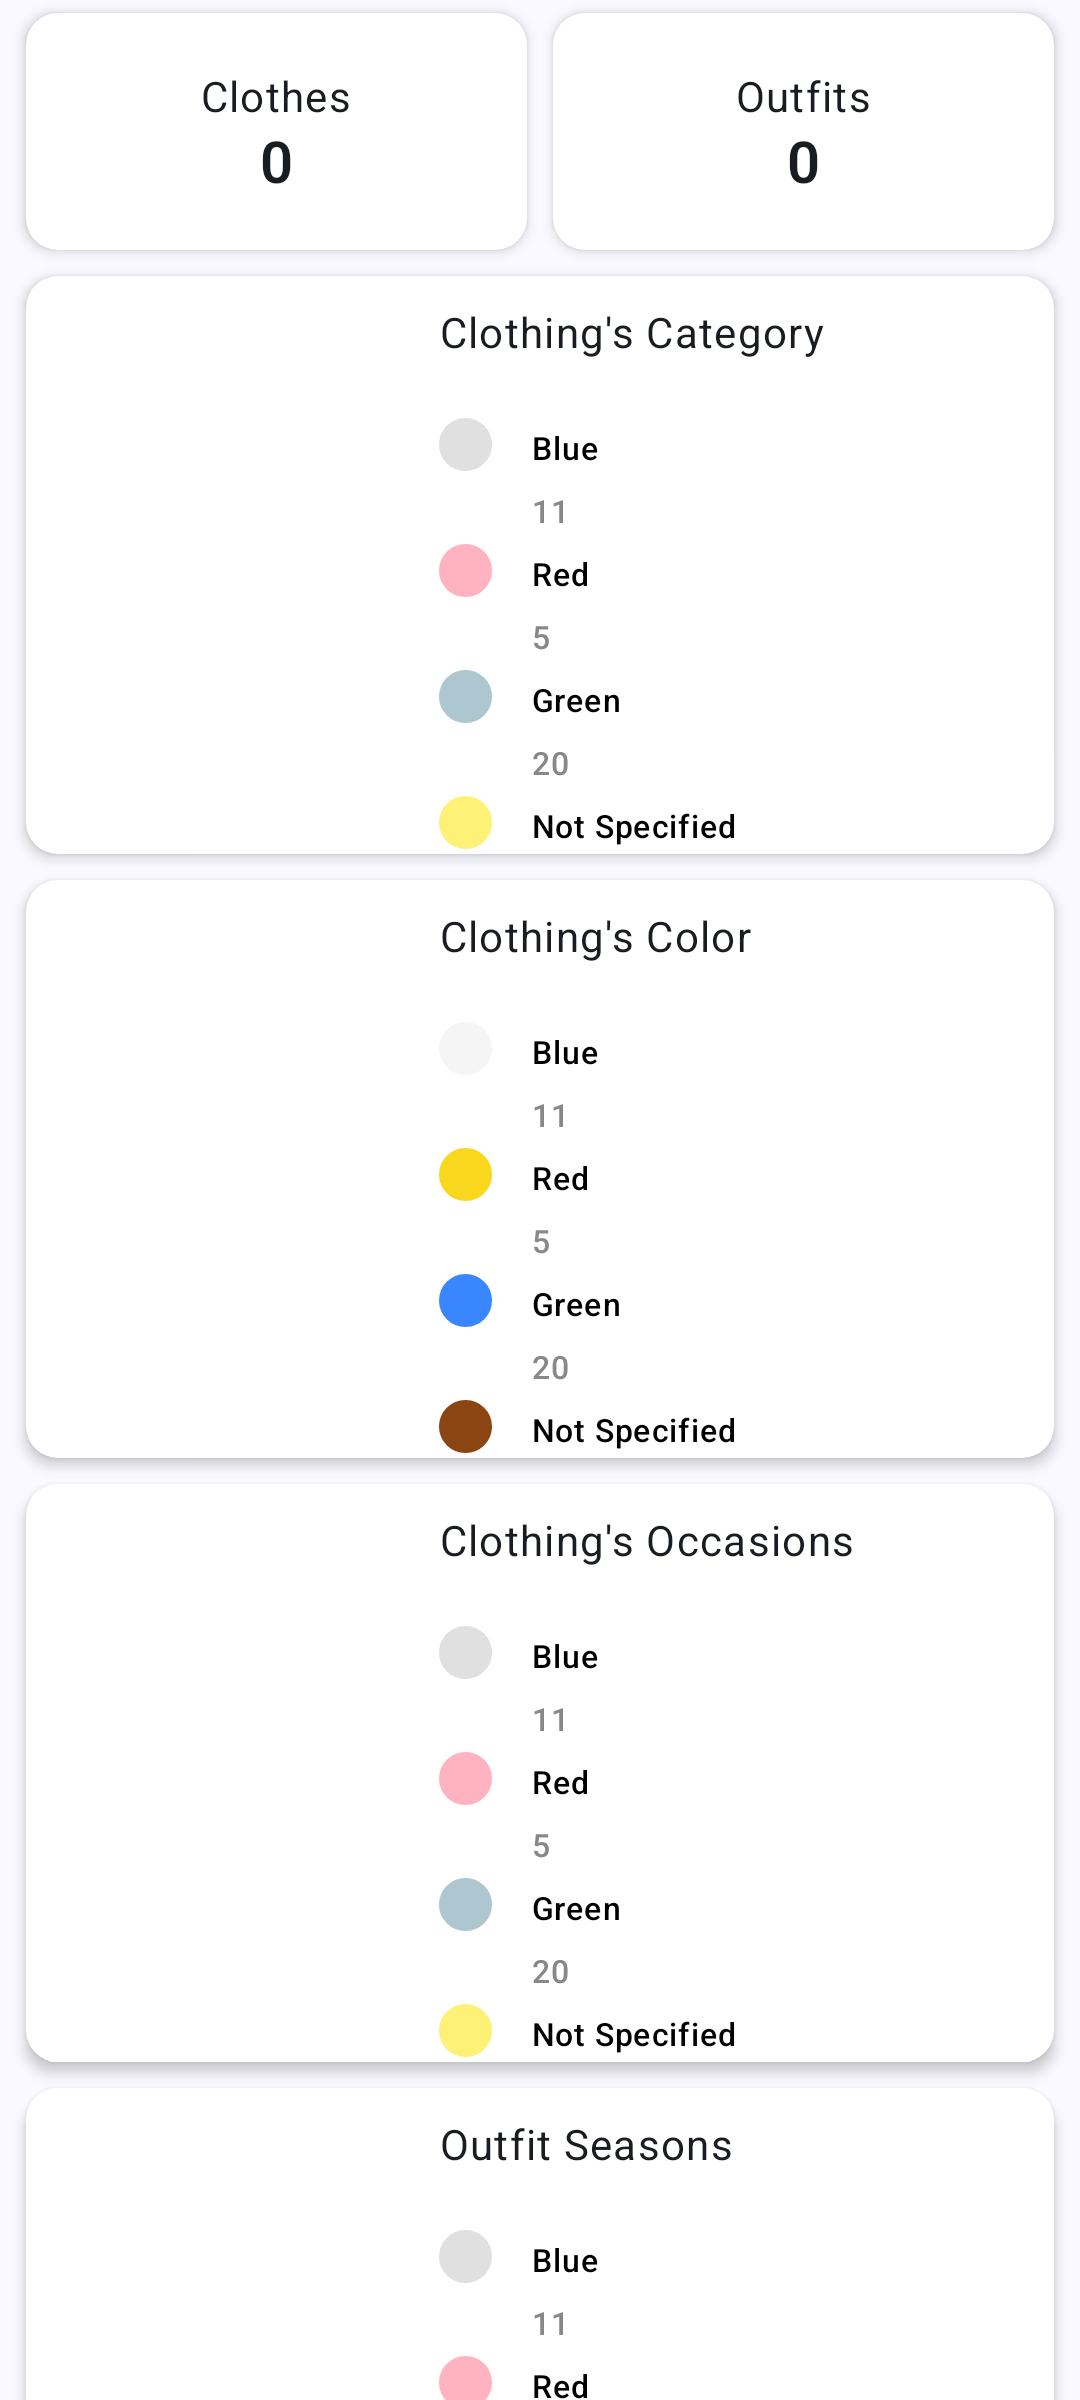 Clothes
0
Outfits
0
Clothing's Category
Blue
11
Red
5
Green
20
Not Specified
Clothing's Color
Blue
11
Red
5
Green
20
Not Specified
Clothing's Occasions
Blue
11
Red
5
Green
20
Not Specified
Outfit Seasons
Blue
11
Red